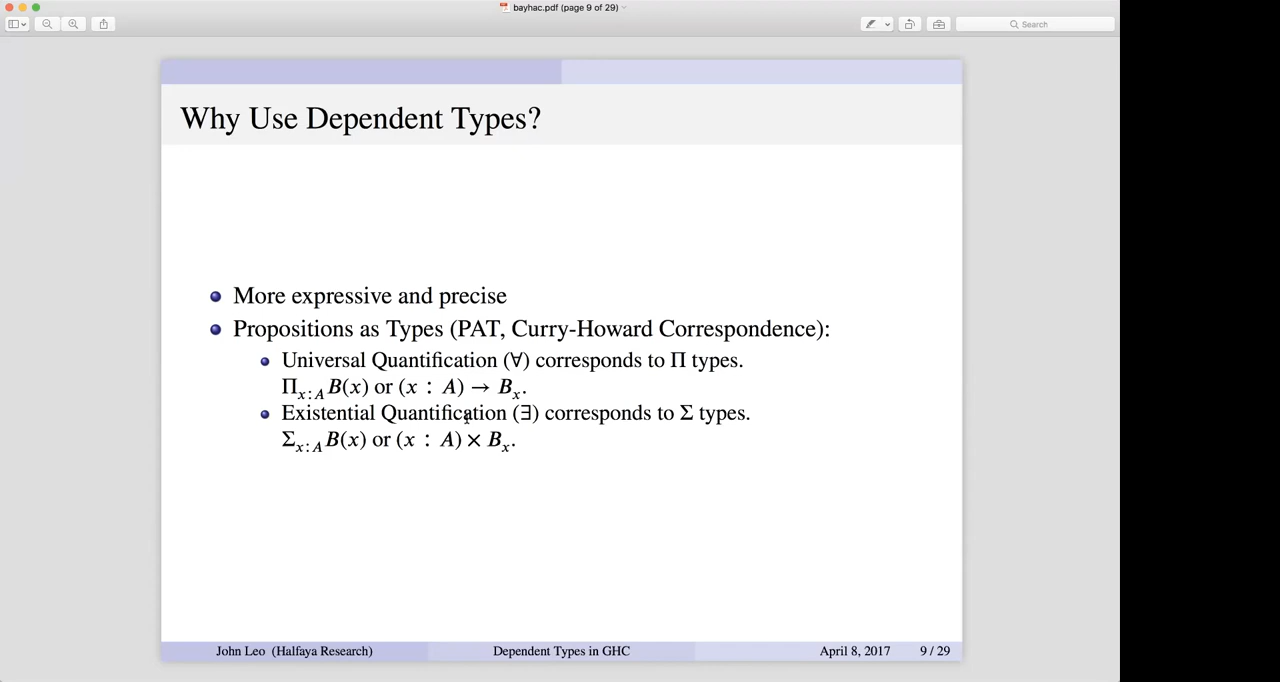 bayhac.pdf (page 9 of 29)
Search
Why Use Dependent Types?
More expressive and precise
Propositions as Types (PAT, Curry-Howard Correspondence):
Universal Quantification (∀) corresponds to Π types.
Π_{x:A} B(x) or (x : A) → B_x.
Existential Quantification (∃) corresponds to Σ types.
Σ_{x:A} B(x) or (x : A) × B_x.
John Leo (Halfaya Research) Dependent Types in GHC April 8, 2017 9 / 29